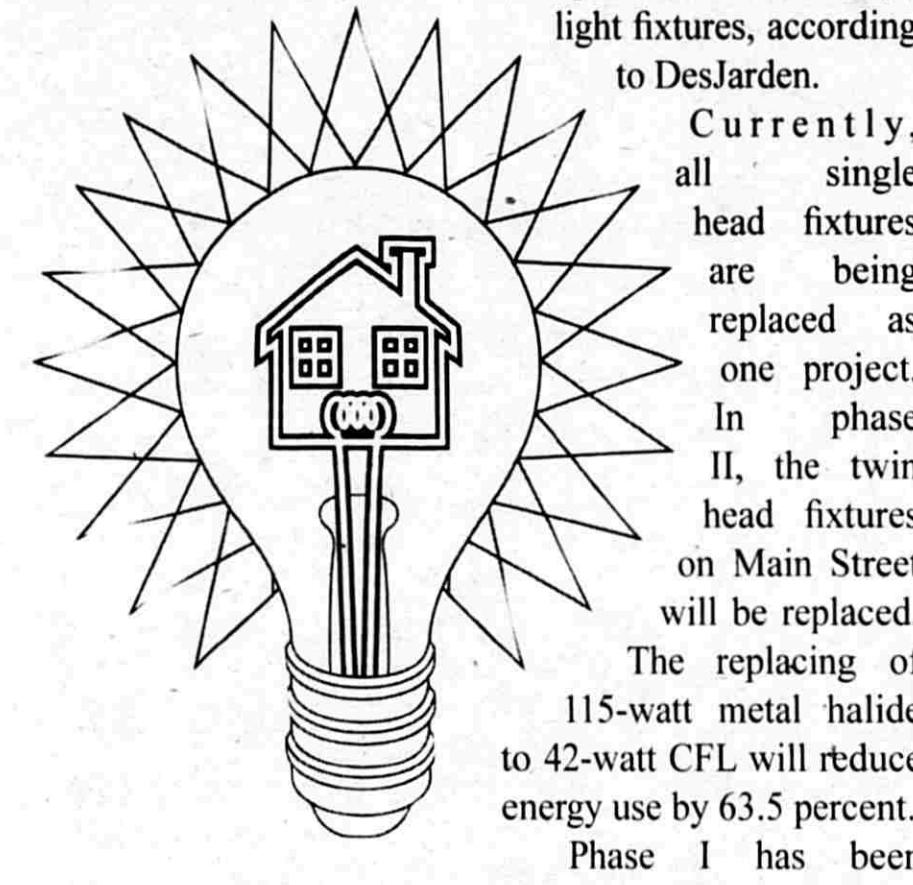 light fixtures, according
to DesJarden.
Currently,
all single
head fixtures
are being
replaced as
one project.
In phase
II, the twin
head fixtures
on Main Street
will be replaced.
The replacing of
115-watt metal halide
to 42-watt CFL will reduce
energy use by 63.5 percent.
Phase I has been